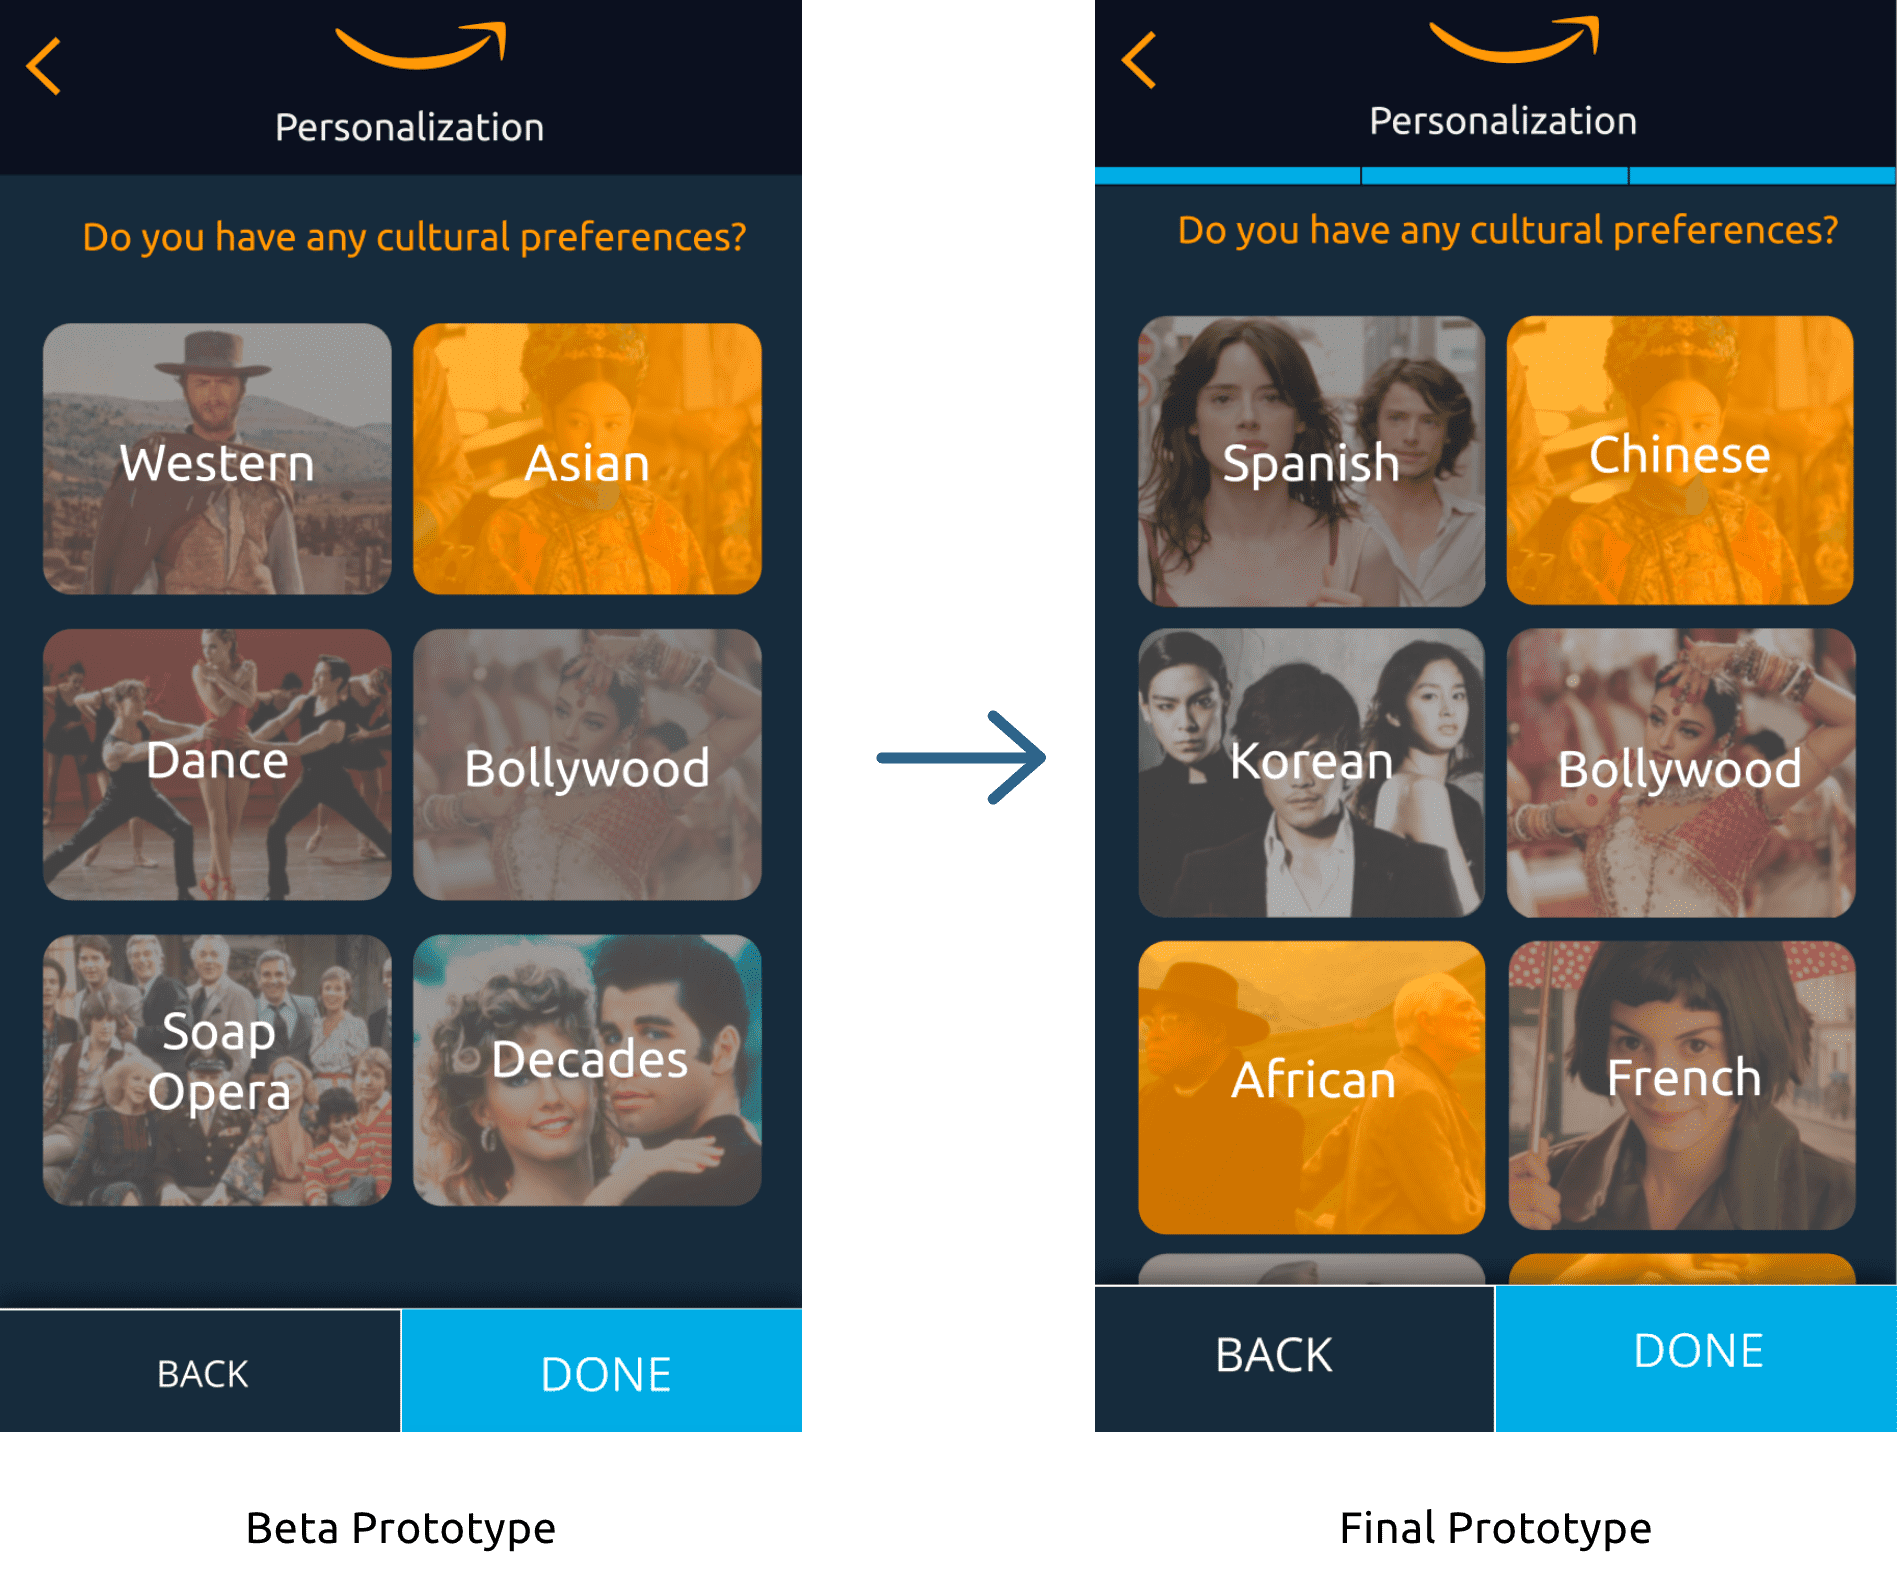 Personalization
Do you have any cultural preferences?
Western
Asian
Dance
Bollywood
Soap
Opera
Decades
BACK
DONE
Beta Prototype
Personalization
Do you have any cultural preferences?
Spanish
Chinese
Korean
Bollywood
African
French
BACK
DONE
Final Prototype